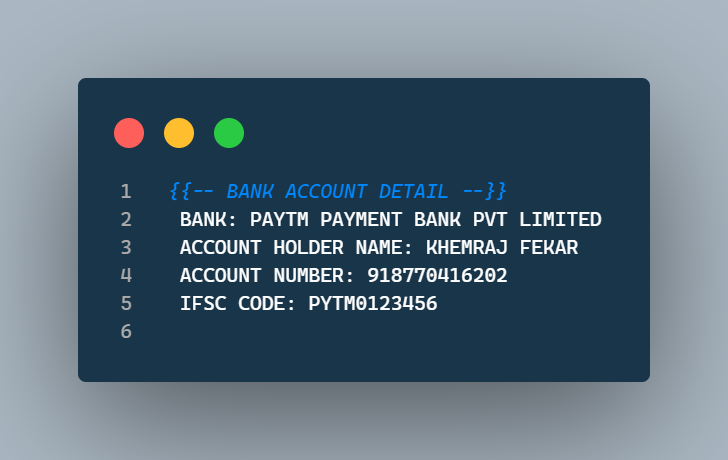 1 {{-- BANK ACCOUNT DETAIL --}}
2 BANK: PAYTM PAYMENT BANK PVT LIMITED
3 ACCOUNT HOLDER NAME: KHEMRAJ FEKAR
4 ACCOUNT NUMBER: 918770416202
5 IFSC CODE: PYTM0123456
6